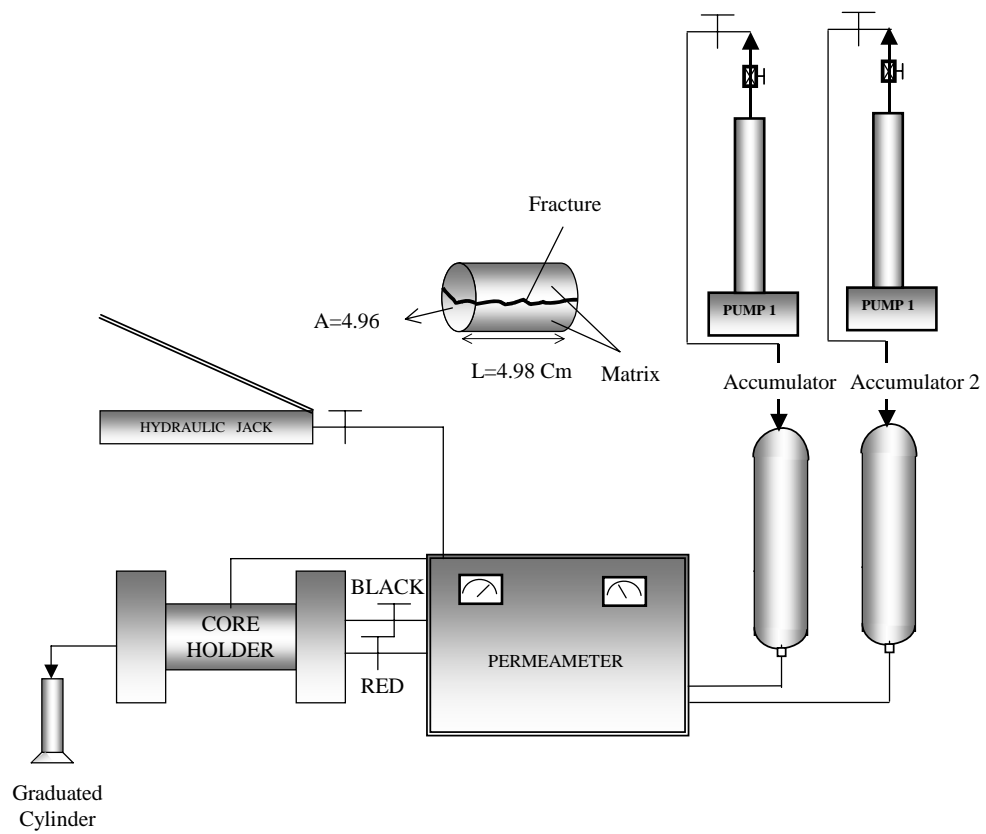 Fracture
PUMP 1
PUMP 1
A=4.96
L=4.98 Cm
Matrix
Accumulator
Accumulator 2
HYDRAULIC JACK
BLACK
CORE
HOLDER
PERMEAMETER
RED
Graduated
Cylinder